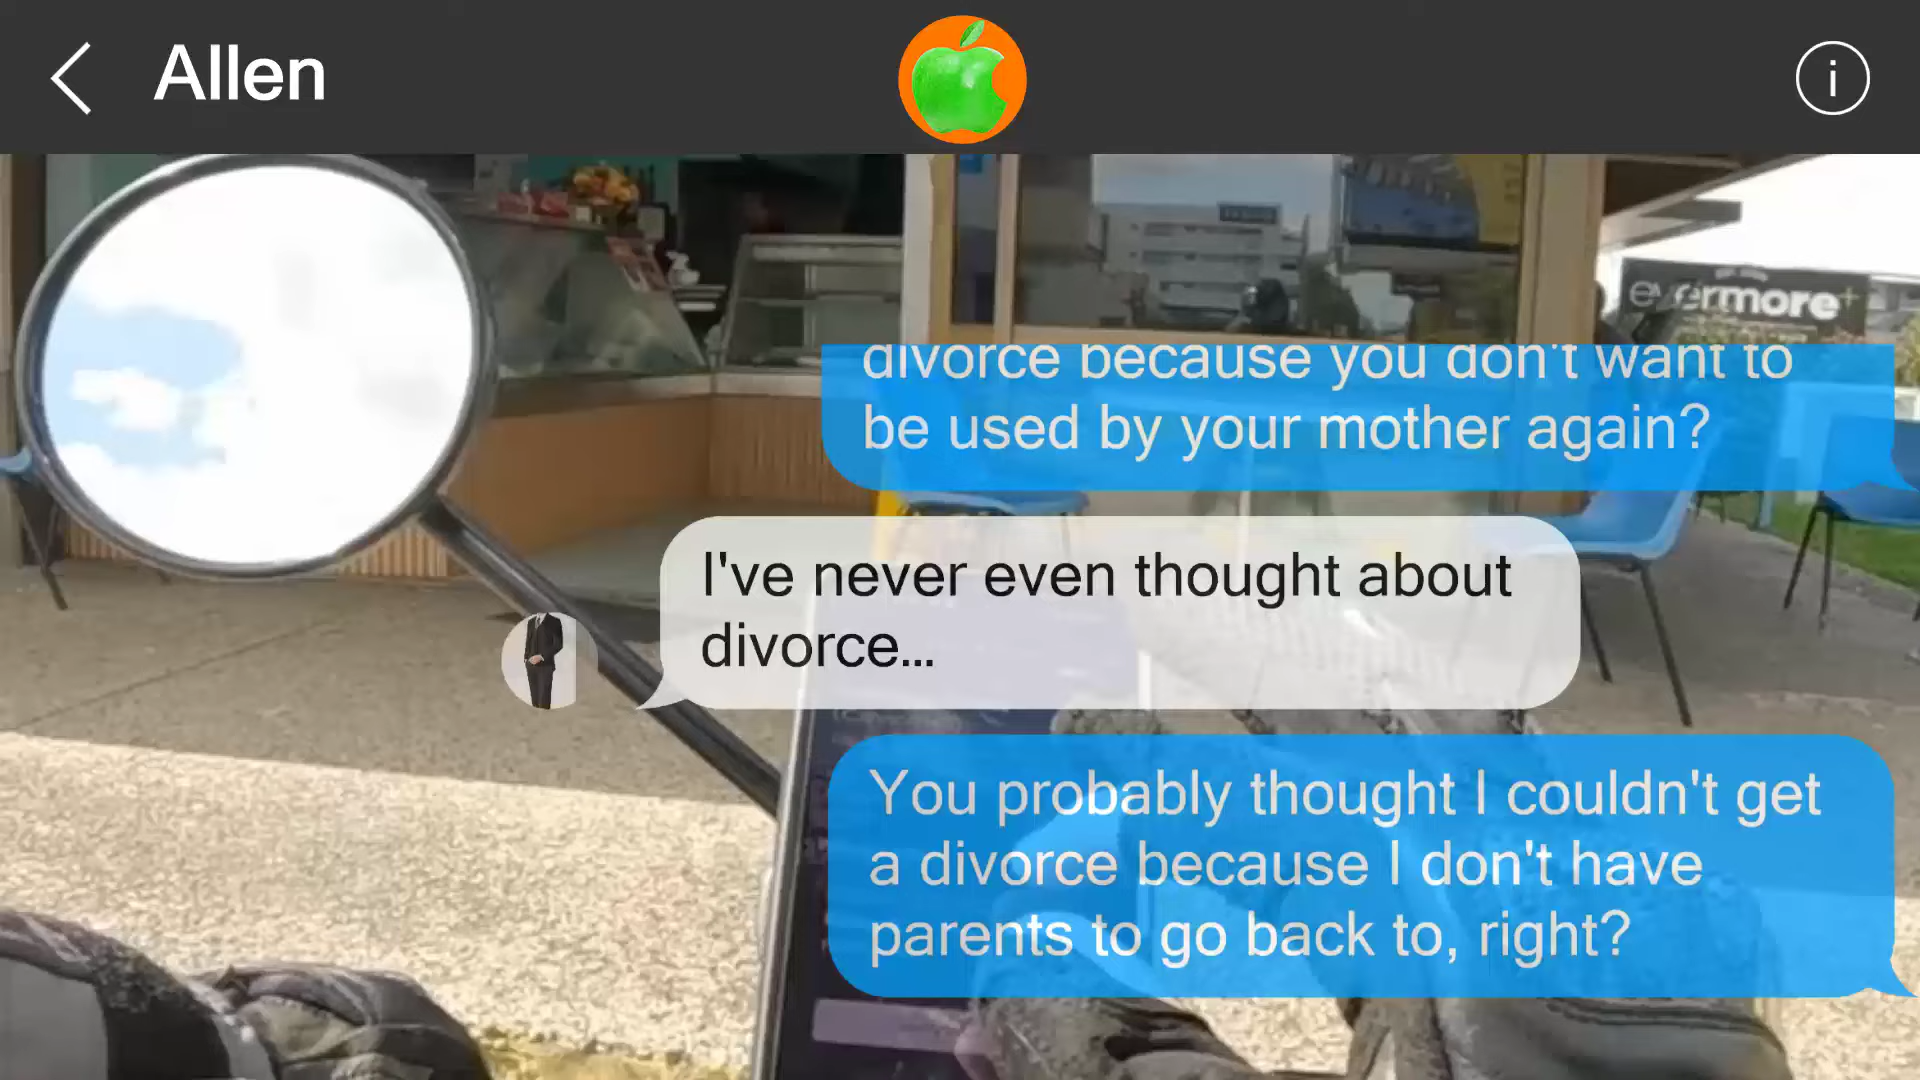 Allen
evermore+
divorce because you don't want to
be used by your mother again?
I've never even thought about
divorce...
You probably thought I couldn't get
a divorce because I don't have
parents to go back to, right?